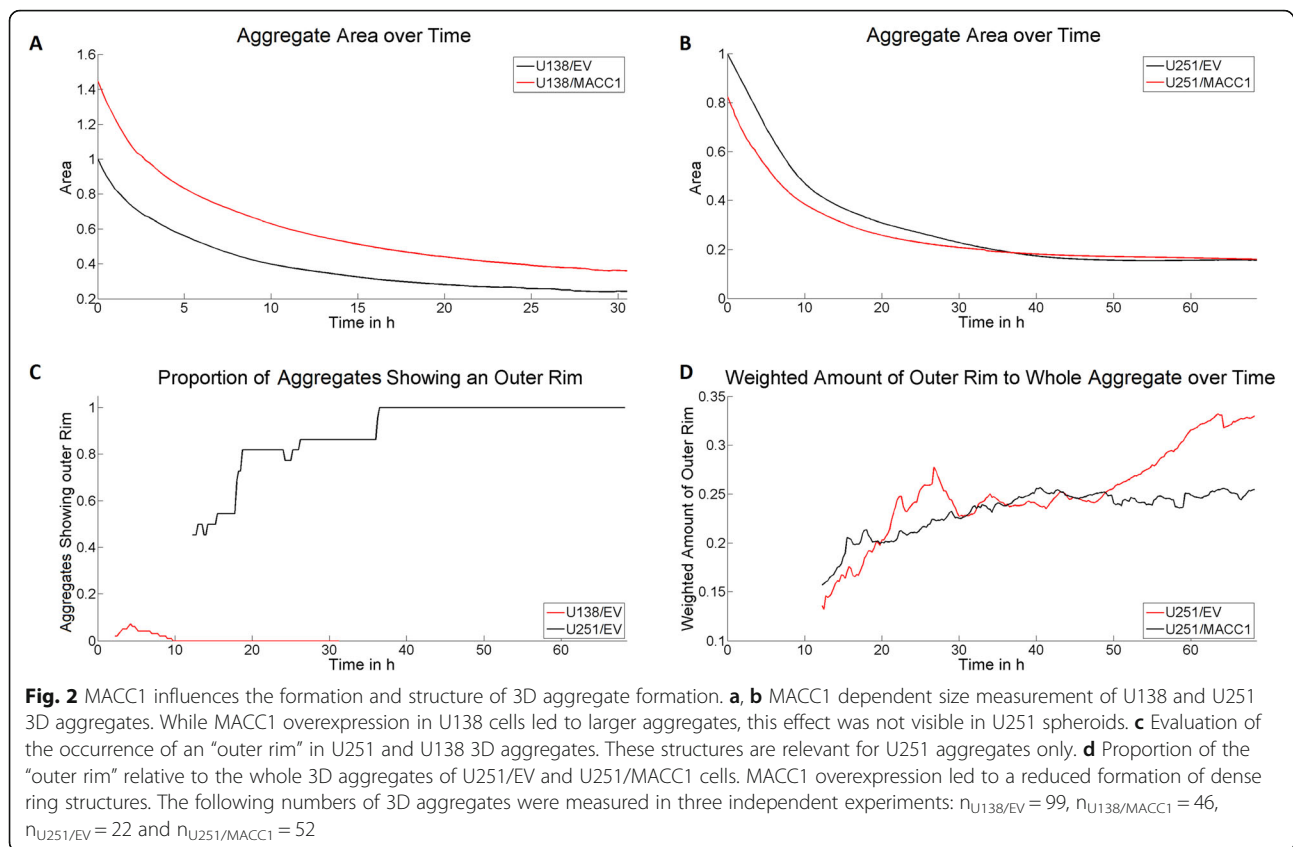 A
Aggregate Area over Time
U138/EV
U138/MACC1
1.6
1.4
1.2
1
0.8
0.6
0.4
0.2
Area
0 5 10 15 20 25 30
Time in h
B
Aggregate Area over Time
U251/EV
U251/MACC1
1
0.8
0.6
0.4
0.2
0
Area
0 10 20 30 40 50 60
Time in h
C
Proportion of Aggregates Showing an Outer Rim
1
0.8
0.6
0.4
0.2
0
Aggregates Showing outer Rim
U138/EV
U251/EV
0 10 20 30 40 50 60
Time in h
D
Weighted Amount of Outer Rim to Whole Aggregate over Time
0.35
0.3
0.25
0.2
0.15
0.1
Weighted Amount of Outer Rim
U251/EV
U251/MACC1
0 10 20 30 40 50 60
Time in h
Fig. 2 MACC1 influences the formation and structure of 3D aggregate formation. a, b MACC1 dependent size measurement of U138 and U251
3D aggregates. While MACC1 overexpression in U138 cells led to larger aggregates, this effect was not visible in U251 spheroids. c Evaluation of
the occurrence of an “outer rim” in U251 and U138 3D aggregates. These structures are relevant for U251 aggregates only. d Proportion of the
“outer rim” relative to the whole 3D aggregates of U251/EV and U251/MACC1 cells. MACC1 overexpression led to a reduced formation of dense
ring structures. The following numbers of 3D aggregates were measured in three independent experiments: nU138/EV = 99, nU138/MACC1 = 46,
nU251/EV = 22 and nU251/MACC1 = 52